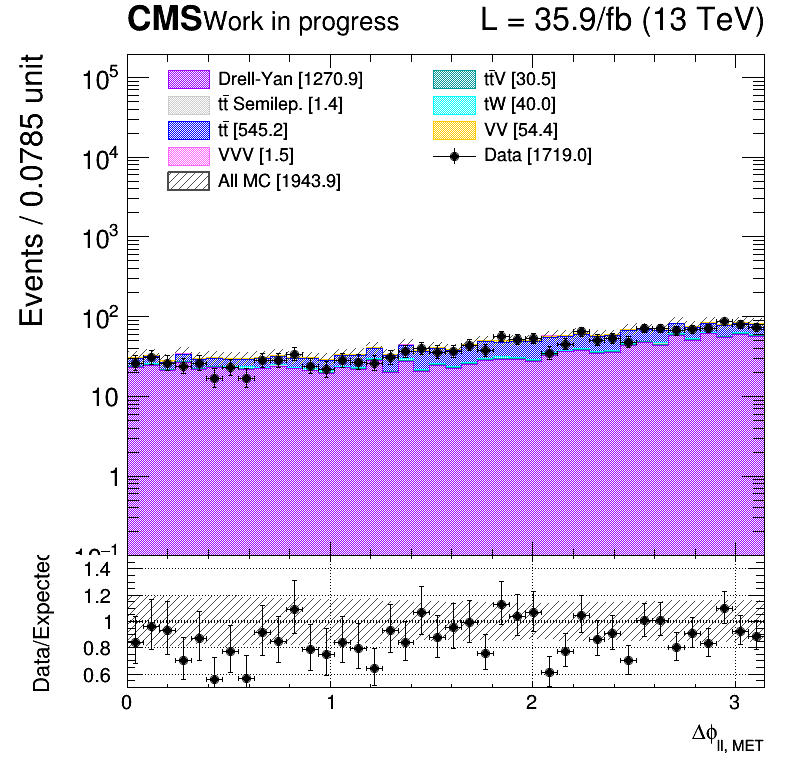 CMS Work in progress L = 35.9/fb (13 TeV)
Events / 0.0785 unit
10⁵
10⁴
10³
10²
10
1
10⁻¹
Drell-Yan [1270.9]
tt̄ Semilep. [1.4]
tt̄ [545.2]
VVV [1.5]
All MC [1943.9]
tt̄V [30.5]
tW [40.0]
VV [54.4]
Data [1719.0]
Data/Expected
1.4
1.2
1
0.8
0.6
0 1 2 3
Δϕ_ll, MET